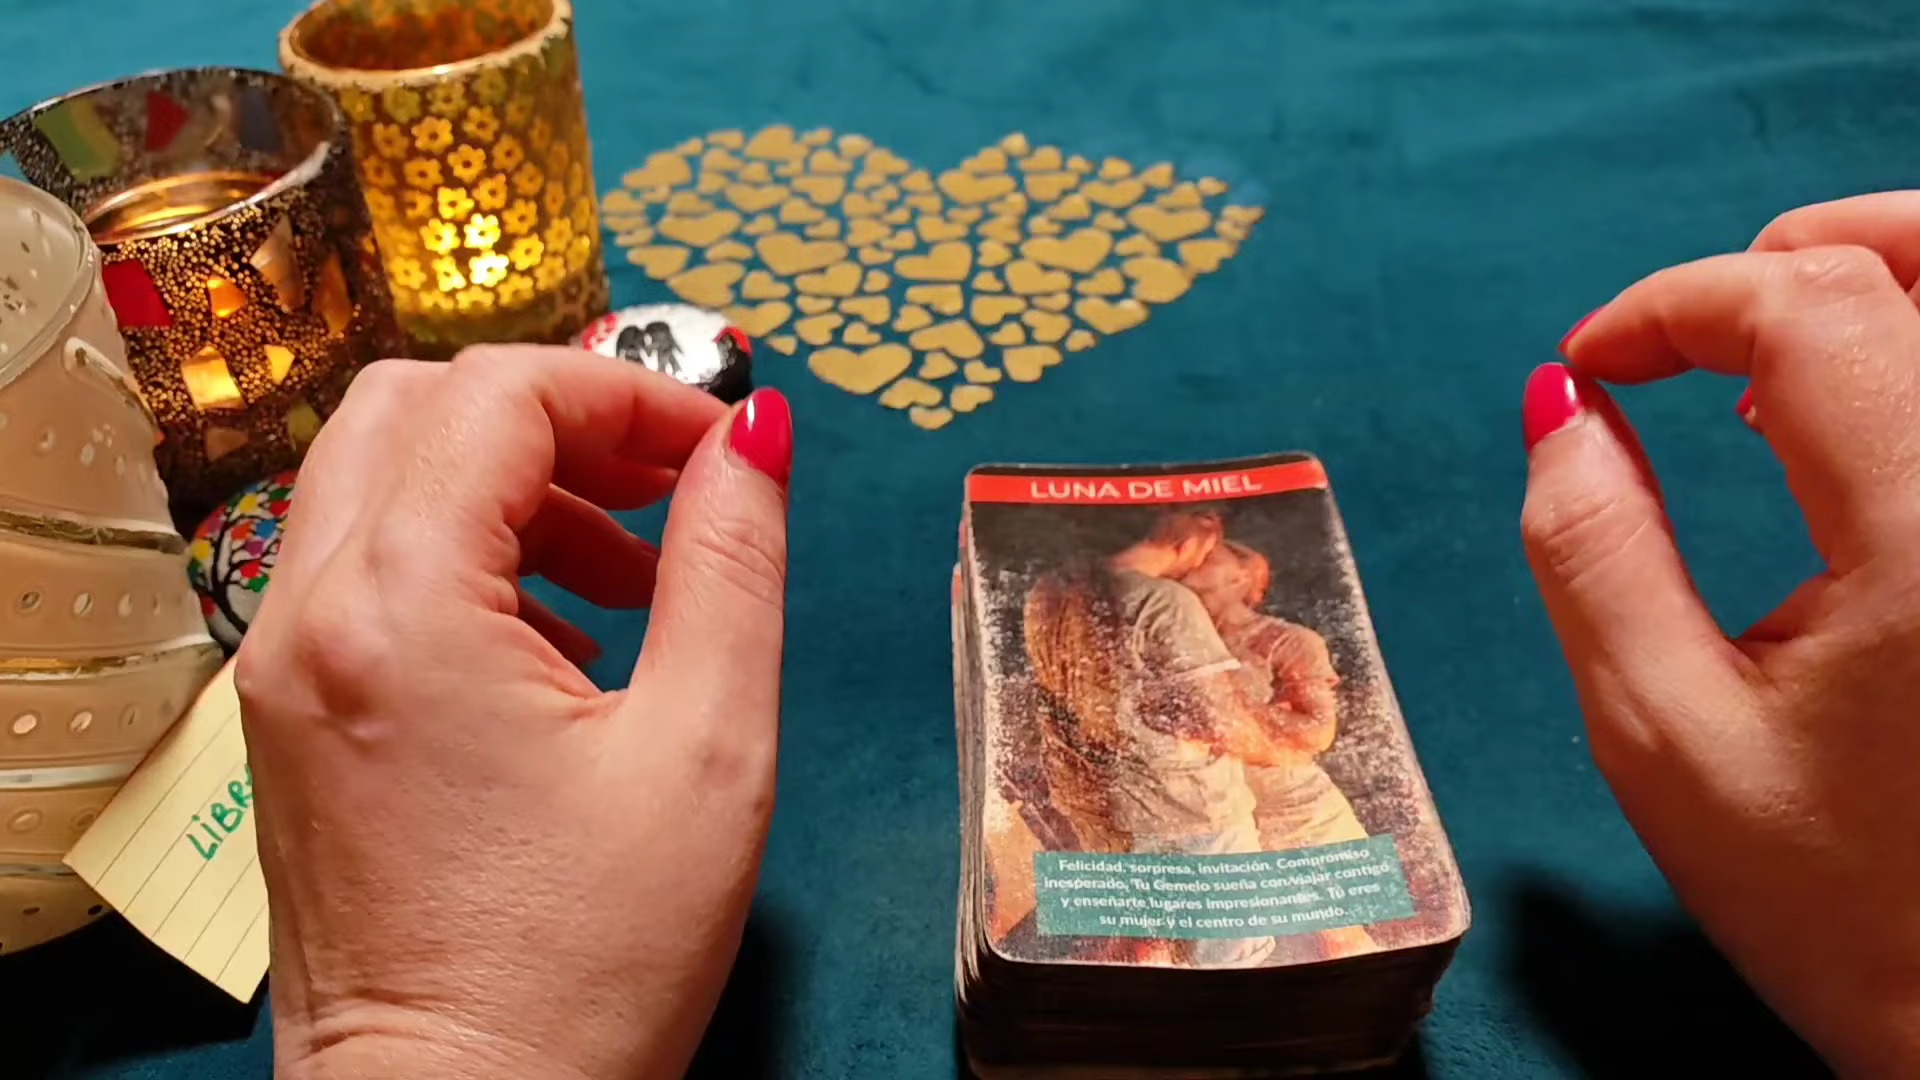 LUNA DE MIEL
Felicidad, sorpresa, invitación. Compromiso
inesperado. Tu Gemelo sueña con viajar contigo
y enseñarte lugares impresionantes. Tú eres
su mujer y el centro de su mundo.